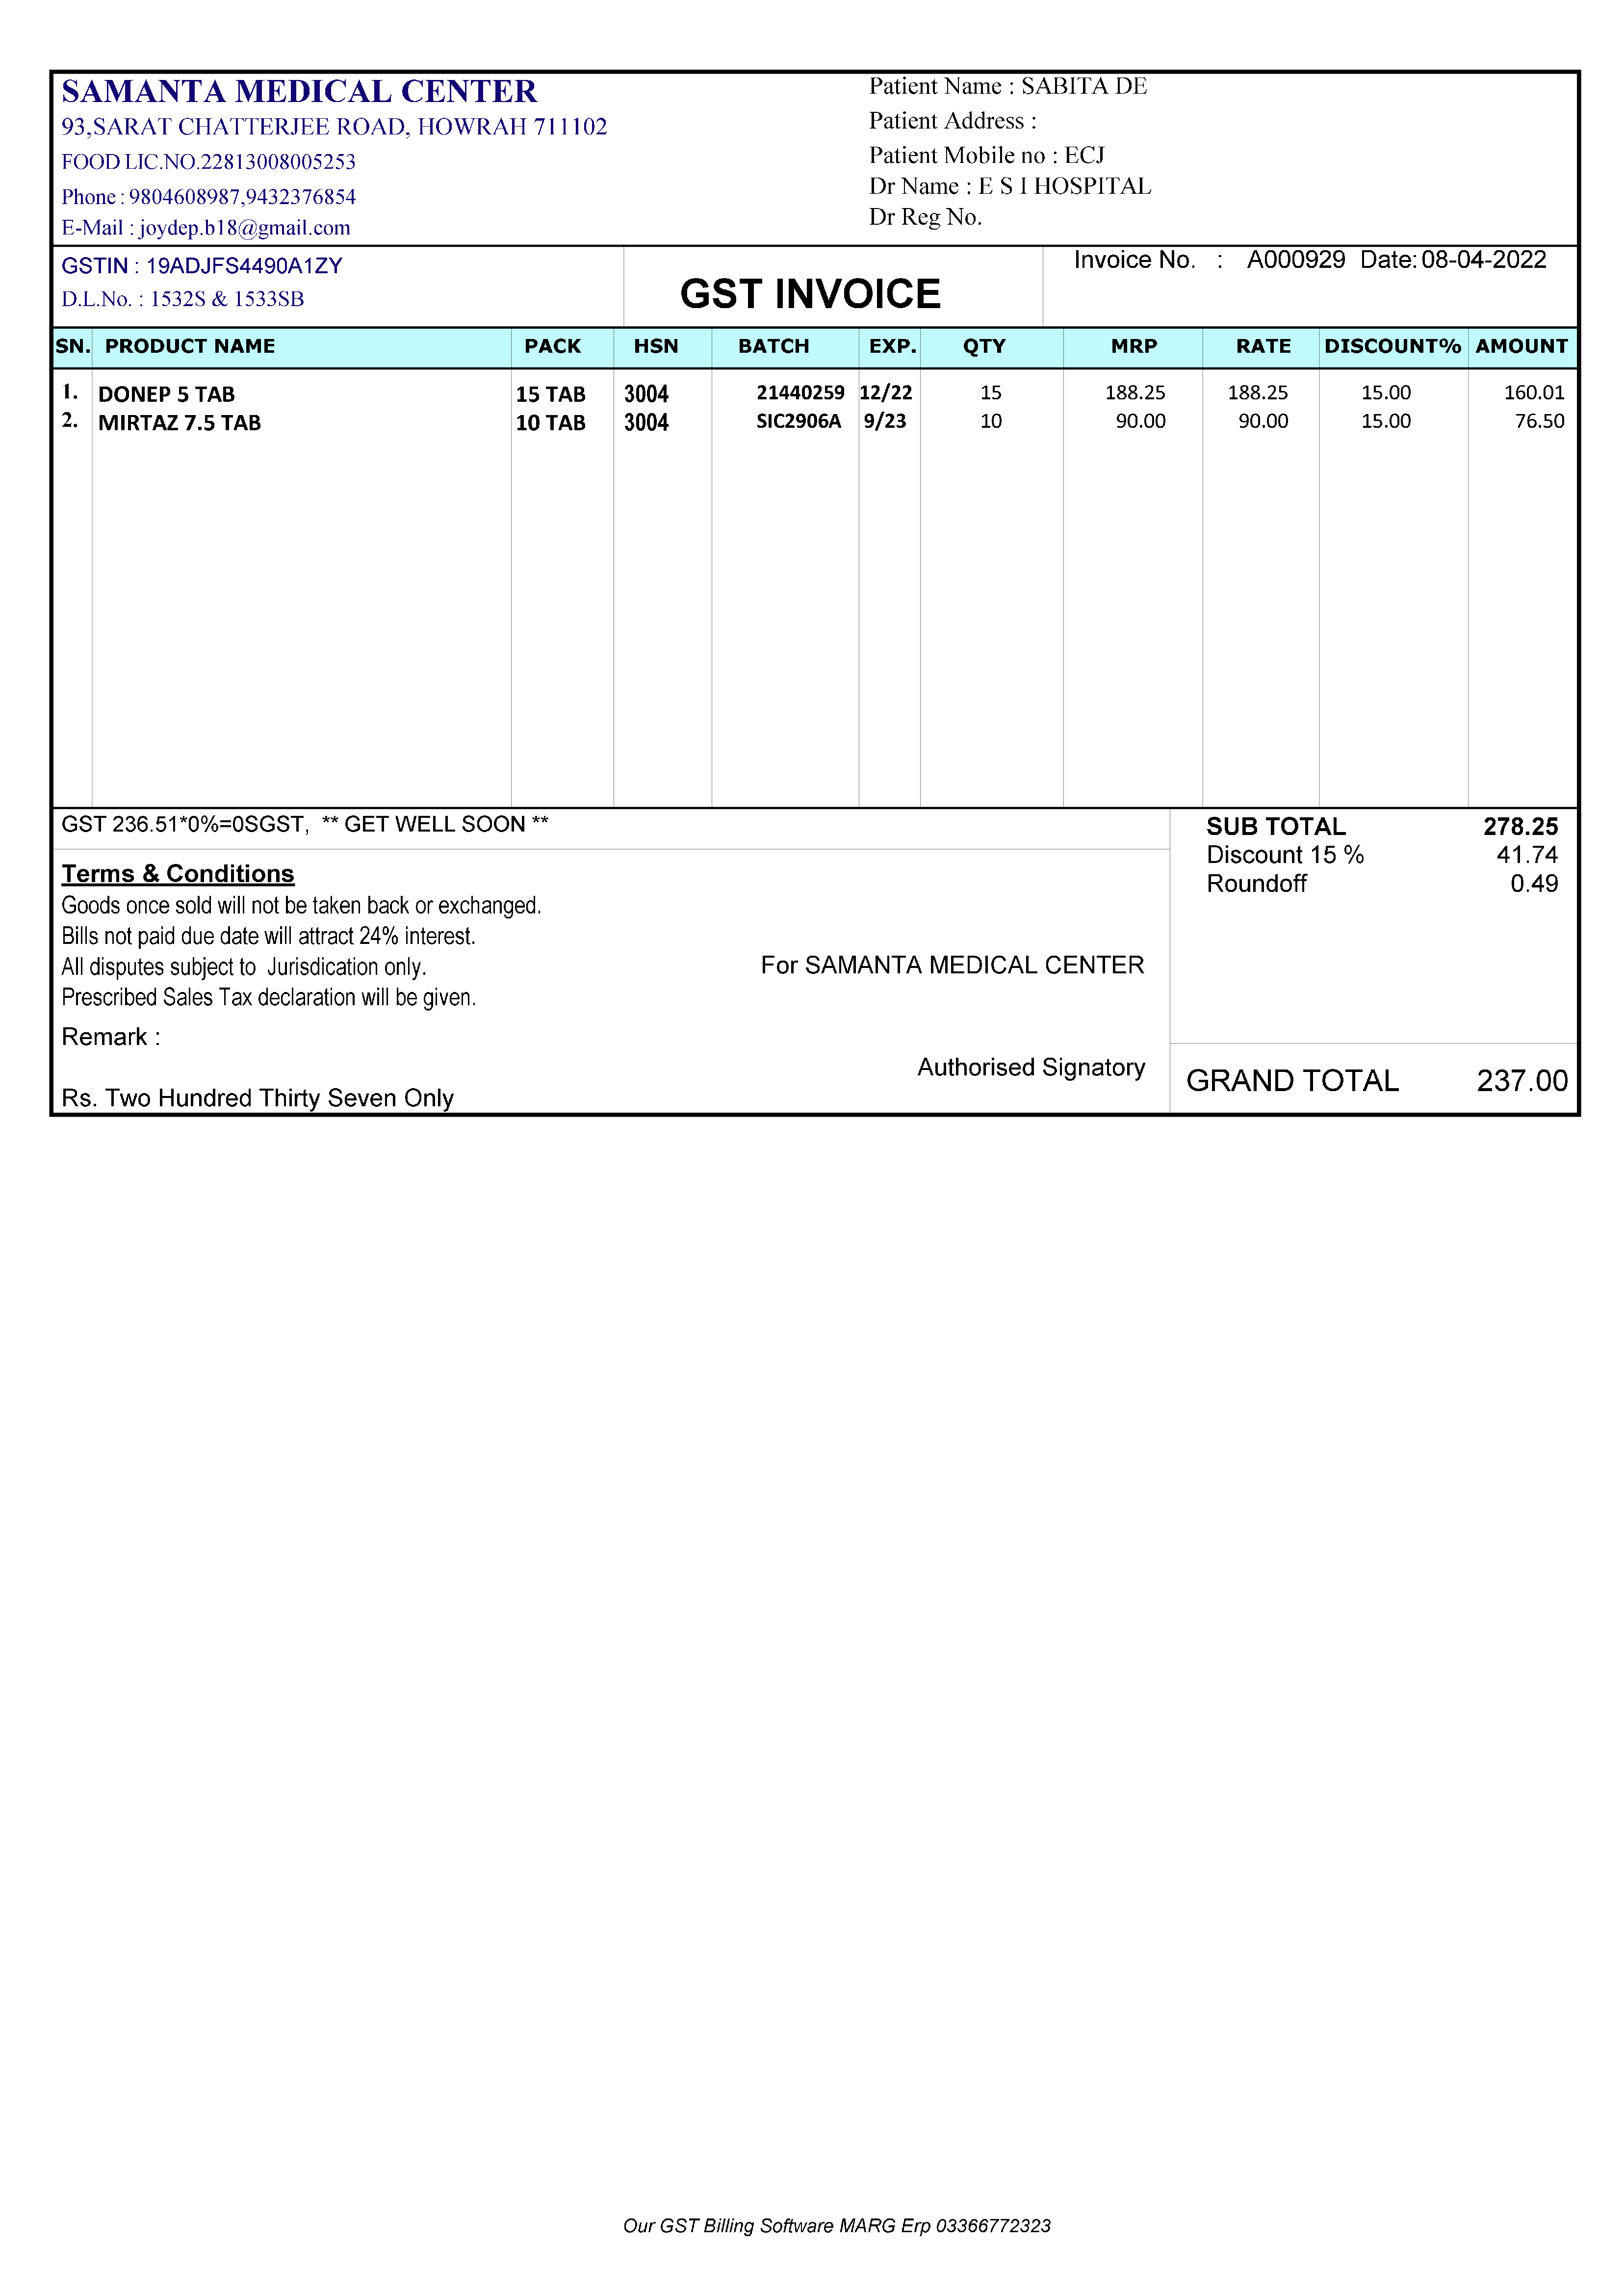 SAMANTA MEDICAL CENTER
93,SARAT CHATTERJEE ROAD, HOWRAH 711102
FOOD LIC.NO.22813008005253
Phone : 9804608987,9432376854
E-Mail : joydep.b18@gmail.com
Patient Name : SABITA DE
Patient Address :
Patient Mobile no : ECJ
Dr Name : E S I HOSPITAL
Dr Reg No.
GSTIN : 19ADJFS4490A1ZY
D.L.No. : 1532S & 1533SB
GST INVOICE
Invoice No. : A000929 Date: 08-04-2022
SN. PRODUCT NAME PACK HSN BATCH EXP. QTY MRP RATE DISCOUNT% AMOUNT
1. DONEP 5 TAB 15 TAB 3004 21440259 12/22 15 188.25 188.25 15.00 160.01
2. MIRTAZ 7.5 TAB 10 TAB 3004 SIC2906A 9/23 10 90.00 90.00 15.00 76.50
GST 236.51*0%=0SGST, ** GET WELL SOON **
SUB TOTAL 278.25
Discount 15 % 41.74
Roundoff 0.49
Terms & Conditions
Goods once sold will not be taken back or exchanged.
Bills not paid due date will attract 24% interest.
All disputes subject to Jurisdication only.
Prescribed Sales Tax declaration will be given.
For SAMANTA MEDICAL CENTER
Remark :
Authorised Signatory
Rs. Two Hundred Thirty Seven Only
GRAND TOTAL 237.00
Our GST Billing Software MARG Erp 03366772323